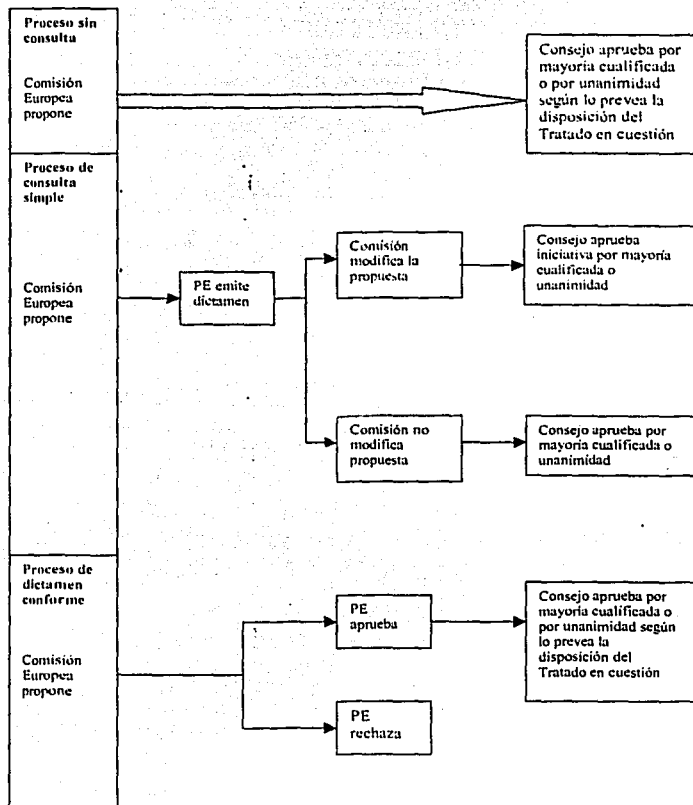 Proceso sin
consulta
Comisión
Europea
propone
Consejo aprueba por
mayoría cualificada
o por unanimidad
según lo prevea la
disposición del
Tratado en cuestión
Proceso de
consulta
simple
Comisión
Europea
propone
PE emite
dictamen
Comisión
modifica la
propuesta
Consejo aprueba
iniciativa por mayoría
cualificada o
unanimidad
Comisión no
modifica
propuesta
Consejo aprueba por
mayoría cualificada o
unanimidad
Proceso de
dictamen
conforme
Comisión
Europea
propone
PE
aprueba
Consejo aprueba por
mayoría cualificada o
por unanimidad según
lo prevea la
disposición del
Tratado en cuestión
PE
rechaza